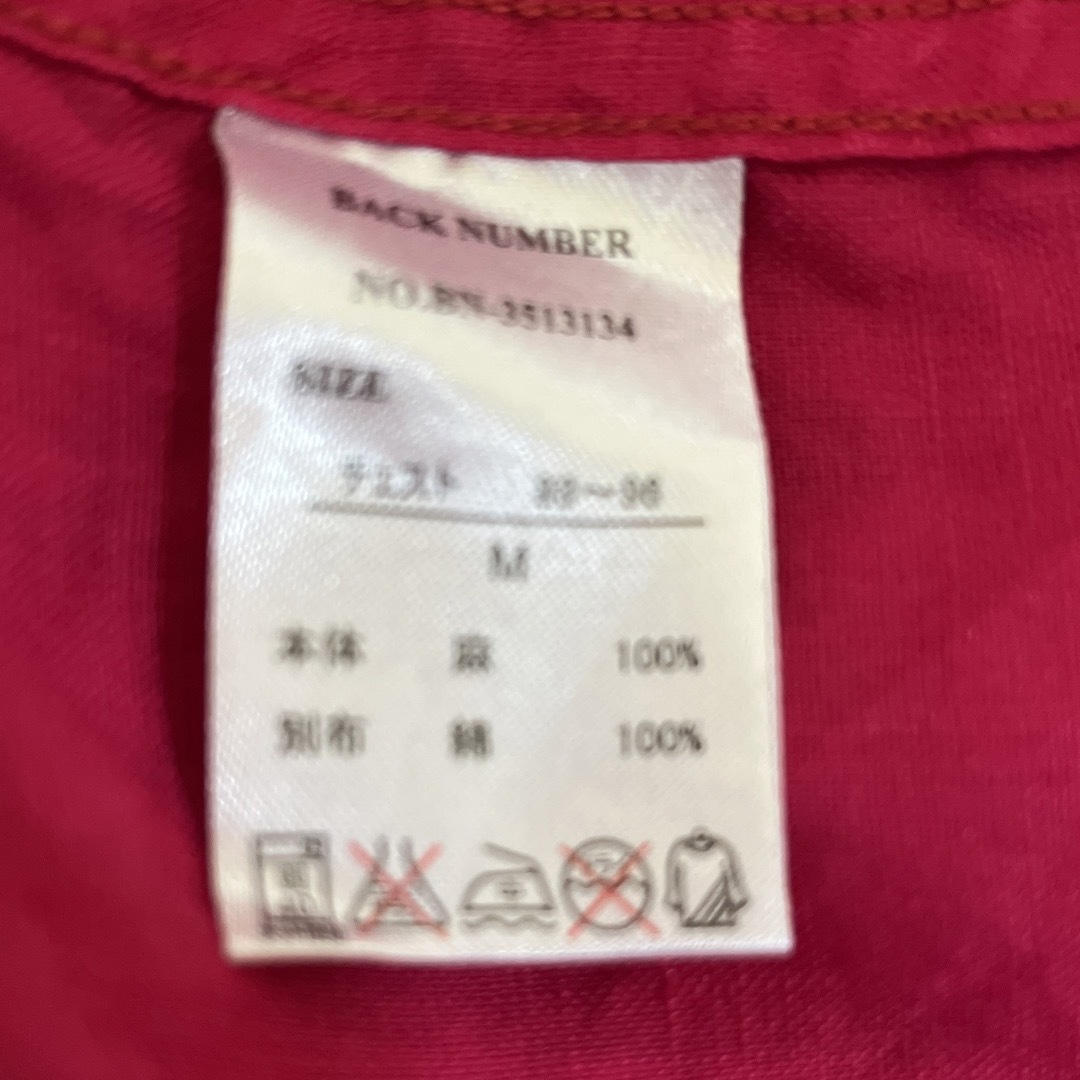 BACK NUMBER
NO.BN-3513134
SIZE
チェスト
M
本体 麻 100%
別布 綿 100%